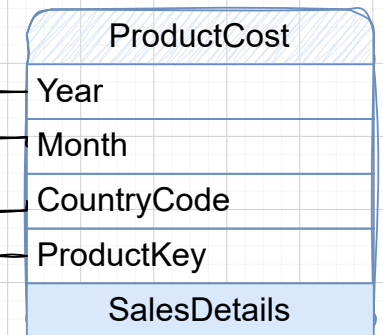 ProductCost
Year
Month
CountryCode
ProductKey
SalesDetails